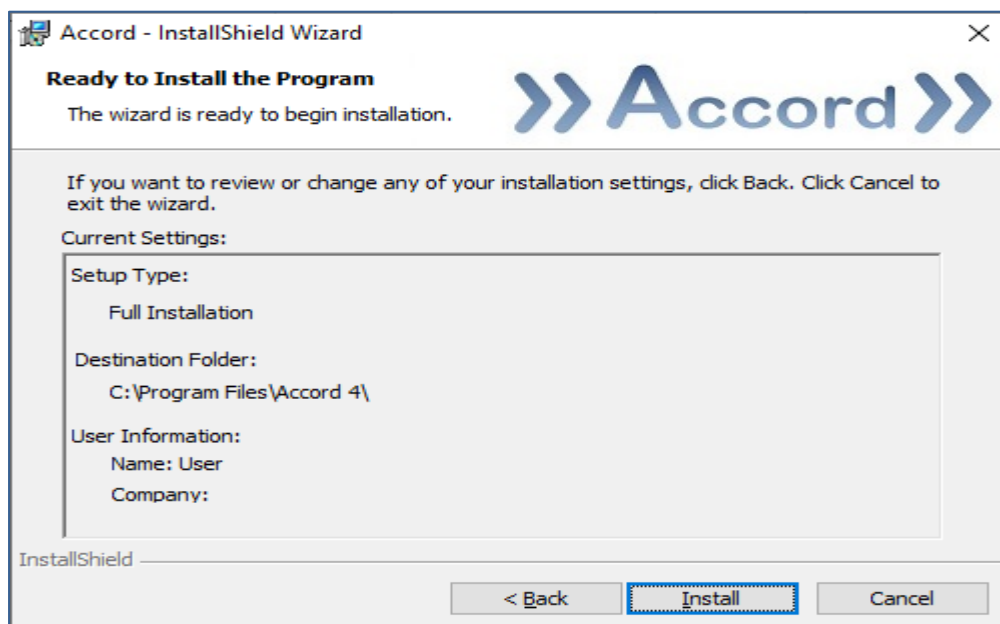 Accord - InstallShield Wizard
Ready to Install the Program
The wizard is ready to begin installation.
Accord
If you want to review or change any of your installation settings, click Back. Click Cancel to
exit the wizard.
Current Settings:
Setup Type:
Full Installation
Destination Folder:
C:\Program Files\Accord 4\
User Information:
Name: User
Company:
InstallShield
< Back
Install
Cancel